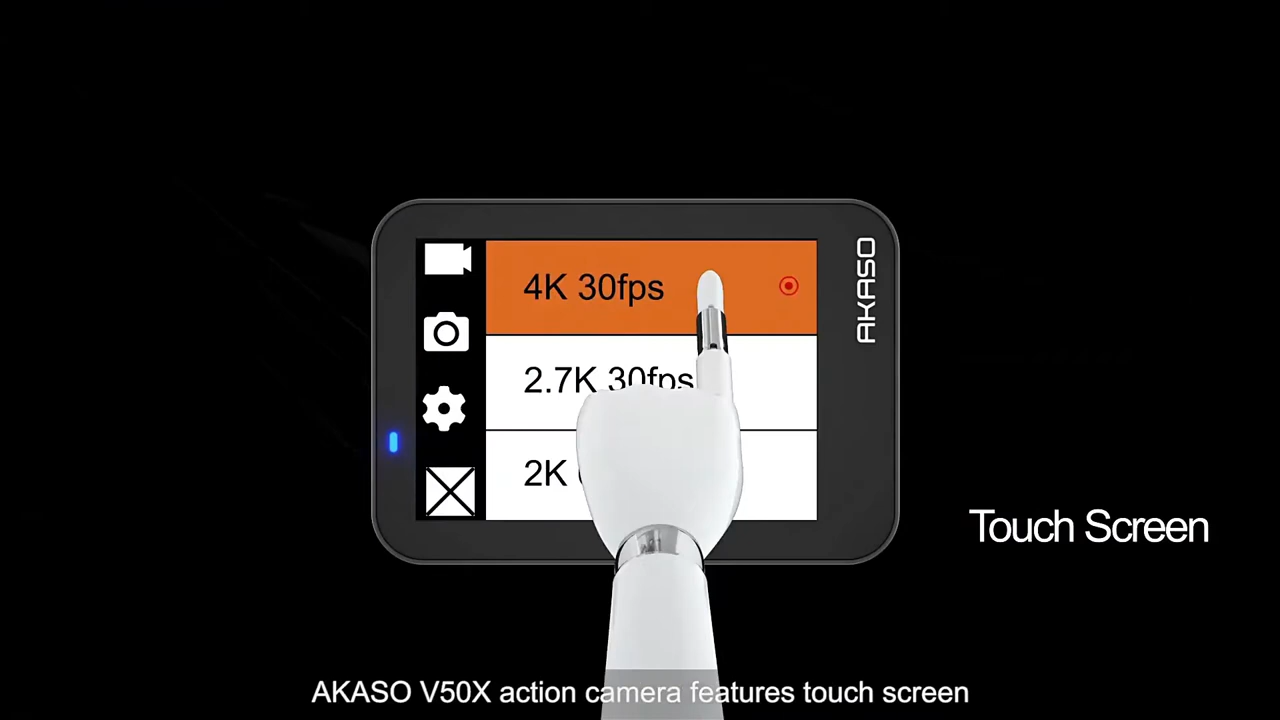 4K 30fps
2.7K 30fps
2K
AKASO
Touch Screen
AKASO V50X action camera features touch screen